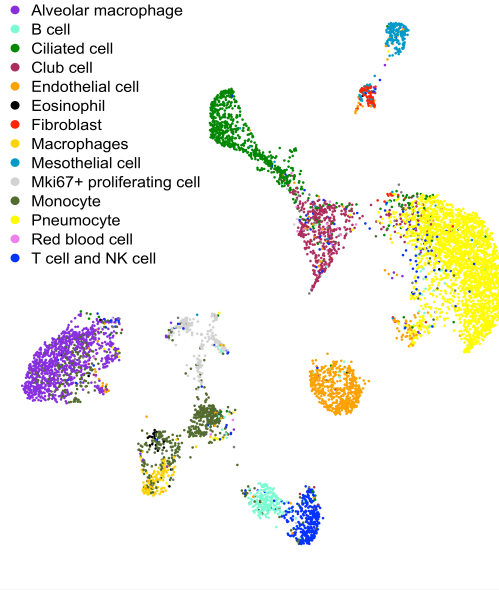 Alveolar macrophage
B cell
Ciliated cell
Club cell
Endothelial cell
Eosinophil
Fibroblast
Macrophages
Mesothelial cell
Mki67+ proliferating cell
Monocyte
Pneumocyte
Red blood cell
T cell and NK cell